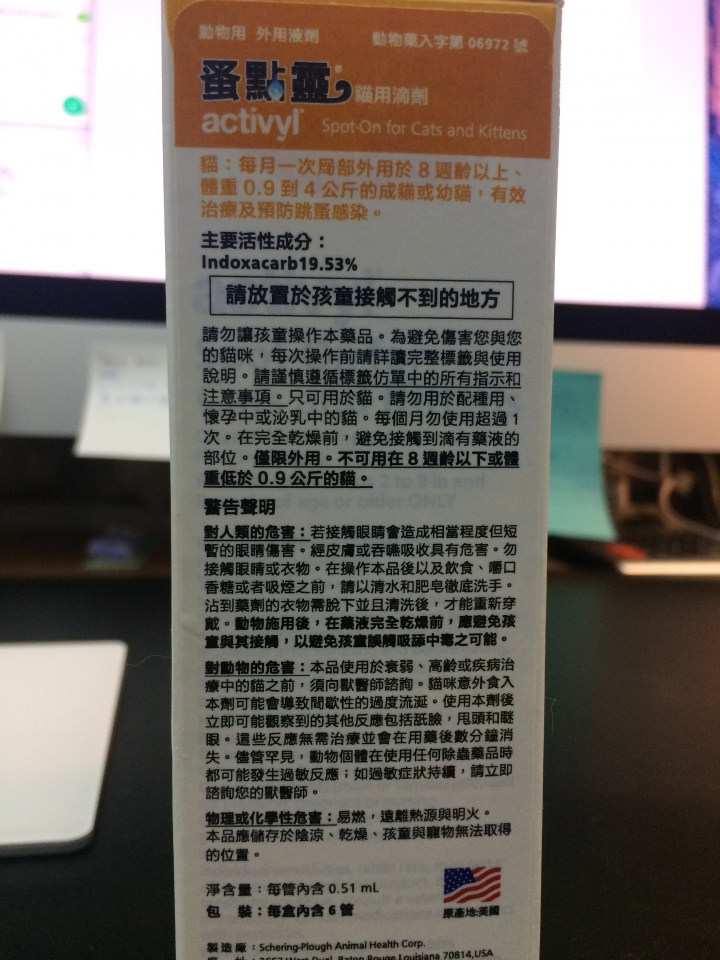 動物用 外用液劑 動物藥入字第 06972 號
蚤點靈® 貓用滴劑
activyl® Spot-On for Cats and Kittens
貓：每月一次局部外用於 8 週齡以上、
體重 0.9 到 4 公斤的成貓或幼貓，有效
治療及預防跳蚤感染。
主要活性成分：
Indoxacarb19.53%
請放置於孩童接觸不到的地方
請勿讓孩童操作本藥品。為避免傷害您與您
的貓咪，每次操作前請詳讀完整標籤與使用
說明。請謹慎遵循標籤仿單中的所有指示和
注意事項。只可用於貓。請勿用於配種用、
懷孕中或泌乳中的貓。每個月勿使用超過 1
次。在完全乾燥前，避免接觸到滴有藥液的
部位。僅限外用。不可用在 8 週齡以下或體
重低於 0.9 公斤的貓。
警告聲明
對人類的危害：若接觸眼睛會造成相當程度但短
暫的眼睛傷害。經皮膚或吞嚥吸收具有危害。勿
接觸眼睛或衣物。在操作本品後以及飲食、嚼口
香糖或者吸煙之前，請以清水和肥皂徹底洗手。
沾到藥劑的衣物需脫下並且清洗後，才能重新穿
戴。動物施用後，在藥液完全乾燥前，應避免孩
童與其接觸，以避免孩童誤觸吸舔中毒之可能。
對動物的危害：本品使用於衰弱、高齡或疾病治
療中的貓之前，須向獸醫師諮詢。貓咪意外食入
本劑可能會導致間歇性的過度流涎。使用本劑後
立即可能觀察到的其他反應包括舐臉，甩頭和瞇
眼。這些反應無需治療並會在用藥後數分鐘消
失。儘管罕見，動物個體在使用任何除蟲藥品時
都可能發生過敏反應；如過敏症狀持續，請立即
諮詢您的獸醫師。
物理或化學性危害：易燃，遠離熱源與明火。
本品應儲存於陰涼、乾燥、孩童與寵物無法取得
的位置。
淨含量：每管內含 0.51 mL
包 裝：每盒內含 6 管
原產地:美國
製造廠：Schering-Plough Animal Health Corp.
Baton Rouge Louisiana 70814,USA